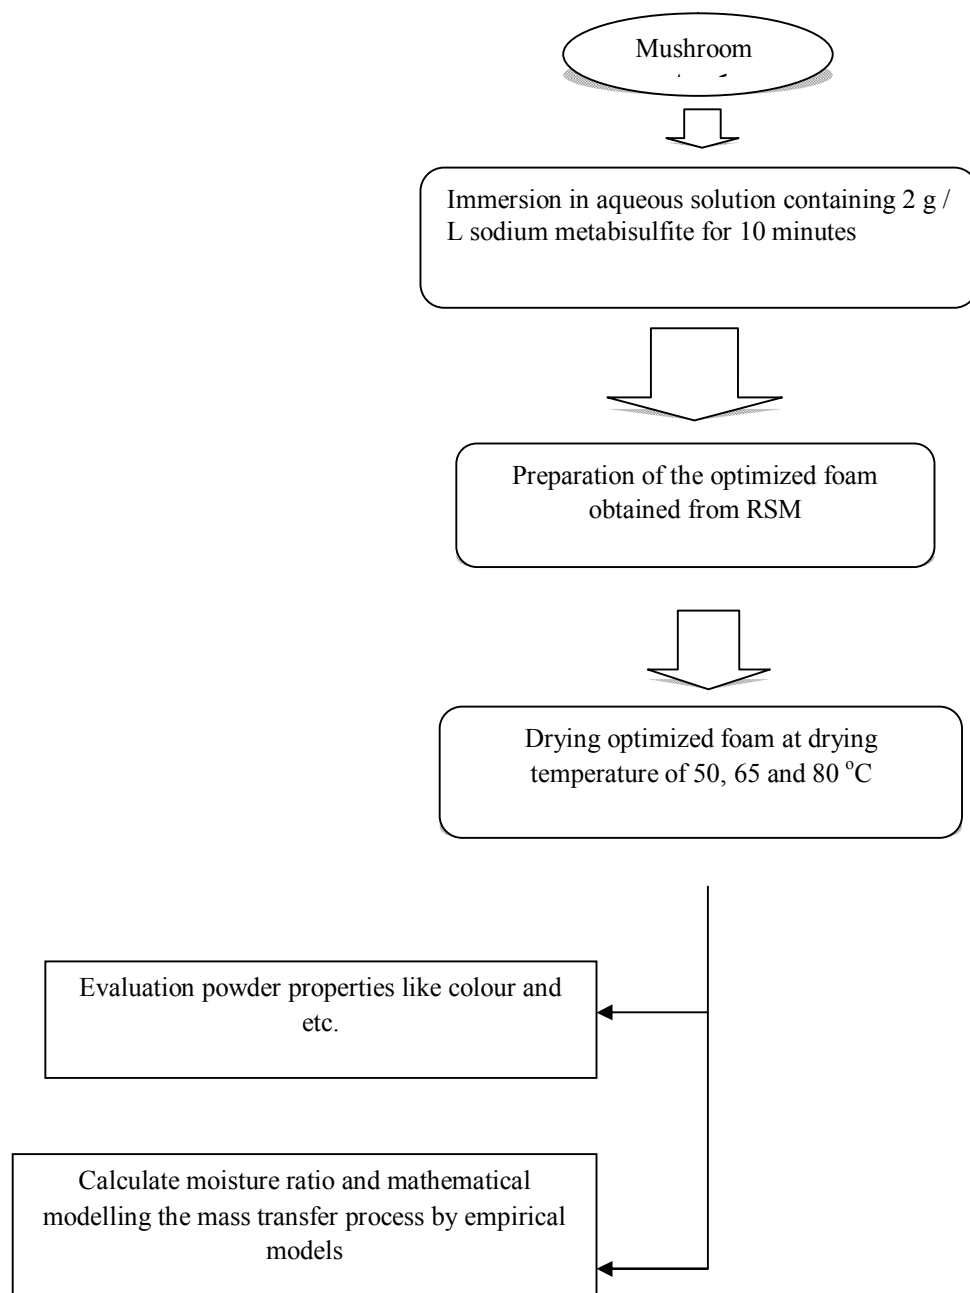 Mushroom
Immersion in aqueous solution containing 2 g /
L sodium metabisulfite for 10 minutes
Preparation of the optimized foam
obtained from RSM
Drying optimized foam at drying
temperature of 50, 65 and 80 °C
Evaluation powder properties like colour and
etc.
Calculate moisture ratio and mathematical
modelling the mass transfer process by empirical
models